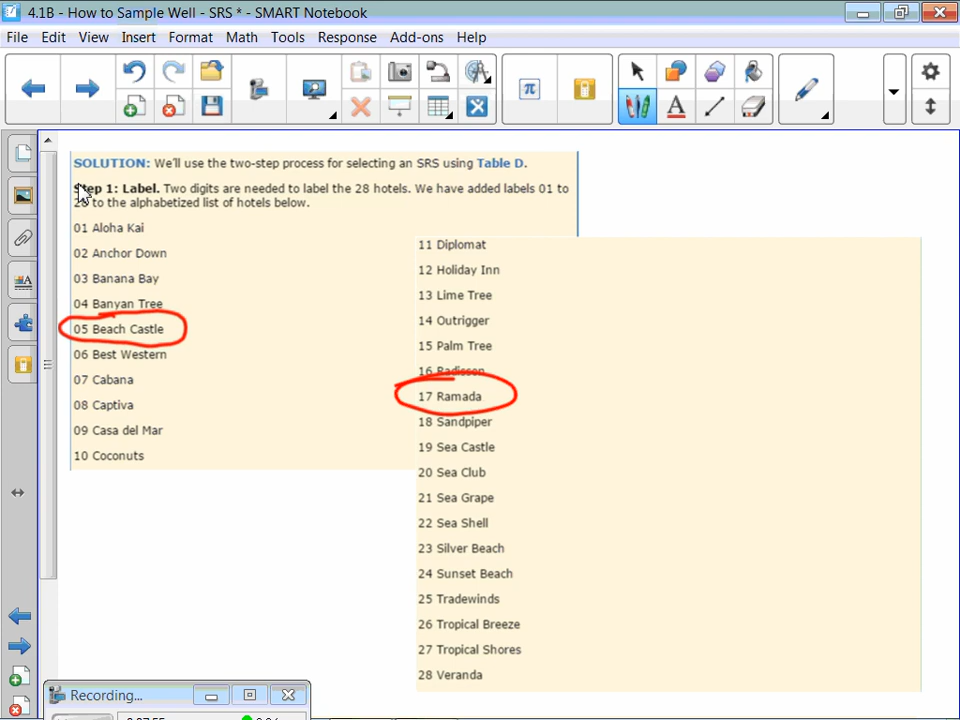 4.1B - How to Sample Well - SRS * - SMART Notebook
File Edit View Insert Format Math Tools Response Add-ons Help
SOLUTION: We'll use the two-step process for selecting an SRS using Table D.
Step 1: Label. Two digits are needed to label the 28 hotels. We have added labels 01 to
to the alphabetized list of hotels below.
01 Aloha Kai
02 Anchor Down
03 Banana Bay
04 Banyan Tree
05 Beach Castle
06 Best Western
07 Cabana
08 Captiva
09 Casa del Mar
10 Coconuts
11 Diplomat
12 Holiday Inn
13 Lime Tree
14 Outrigger
15 Palm Tree
16 Radisson
17 Ramada
18 Sandpiper
19 Sea Castle
20 Sea Club
21 Sea Grape
22 Sea Shell
23 Silver Beach
24 Sunset Beach
25 Tradewinds
26 Tropical Breeze
27 Tropical Shores
28 Veranda
Recording...